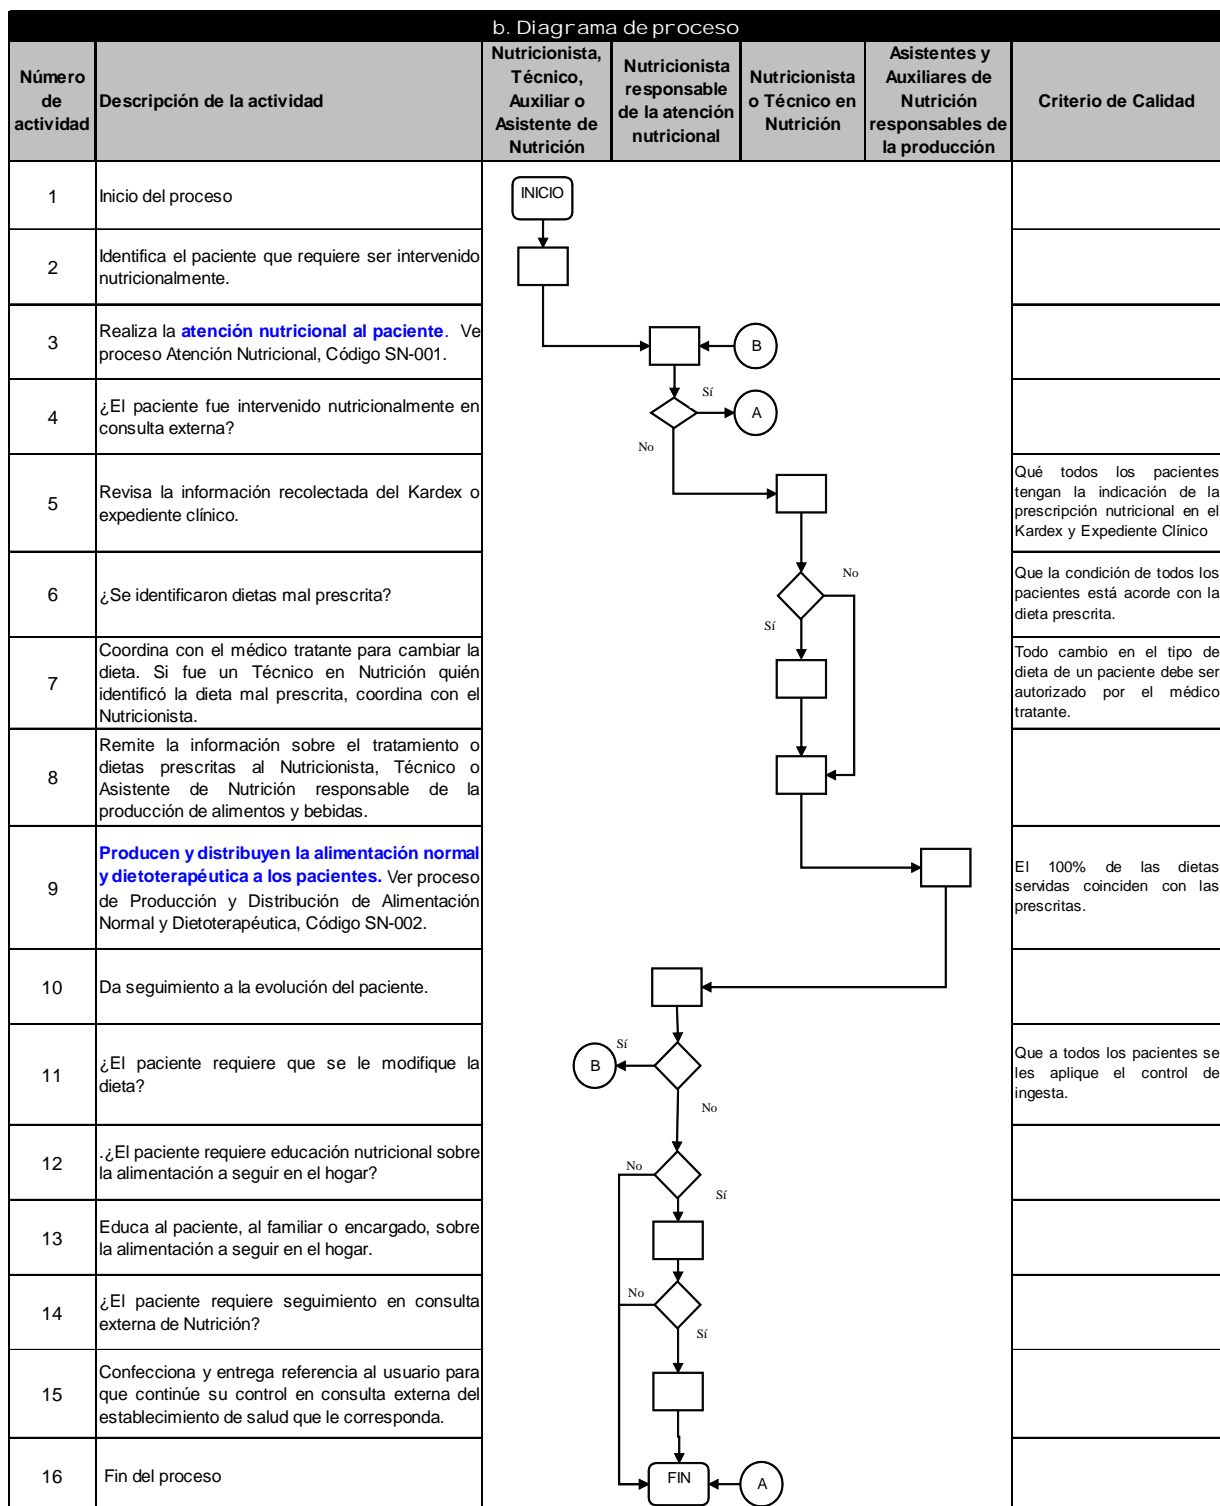 b. Diagrama de proceso
Número de actividad
Descripción de la actividad
Nutricionista, Técnico, Auxiliar o Asistente de Nutrición
Nutricionista responsable de la atención nutricional
Nutricionista o Técnico en Nutrición
Asistentes y Auxiliares de Nutrición responsables de la producción
Criterio de Calidad
1
Inicio del proceso
INICIO
2
Identifica el paciente que requiere ser intervenido
nutricionalmente.
3
Realiza la atención nutricional al paciente. Ve
proceso Atención Nutricional, Código SN-001.
B
4
¿El paciente fue intervenido nutricionalmente en
consulta externa?
Sí
A
No
5
Revisa la información recolectada del Kardex o
expediente clínico.
Qué todos los pacientes
tengan la indicación de la
prescripción nutricional en el
Kardex y Expediente Clínico
6
¿Se identificaron dietas mal prescrita?
No
Sí
Que la condición de todos los
pacientes está acorde con la
dieta prescrita.
7
Coordina con el médico tratante para cambiar la
dieta. Si fue un Técnico en Nutrición quién
identificó la dieta mal prescrita, coordina con el
Nutricionista.
Todo cambio en el tipo de
dieta de un paciente debe ser
autorizado por el médico
tratante.
8
Remite la información sobre el tratamiento o
dietas prescritas al Nutricionista, Técnico o
Asistente de Nutrición responsable de la
producción de alimentos y bebidas.
9
Producen y distribuyen la alimentación normal
y dietoterapéutica a los pacientes. Ver proceso
de Producción y Distribución de Alimentación
Normal y Dietoterapéutica, Código SN-002.
El 100% de las dietas
servidas coinciden con las
prescritas.
10
Da seguimiento a la evolución del paciente.
11
¿El paciente requiere que se le modifique la
dieta?
B
Sí
No
Que a todos los pacientes se
les aplique el control de
ingesta.
12
.¿El paciente requiere educación nutricional sobre
la alimentación a seguir en el hogar?
No
Sí
13
Educa al paciente, al familiar o encargado, sobre
la alimentación a seguir en el hogar.
14
¿El paciente requiere seguimiento en consulta
externa de Nutrición?
No
Sí
15
Confecciona y entrega referencia al usuario para
que continúe su control en consulta externa del
establecimiento de salud que le corresponda.
16
Fin del proceso
FIN
A